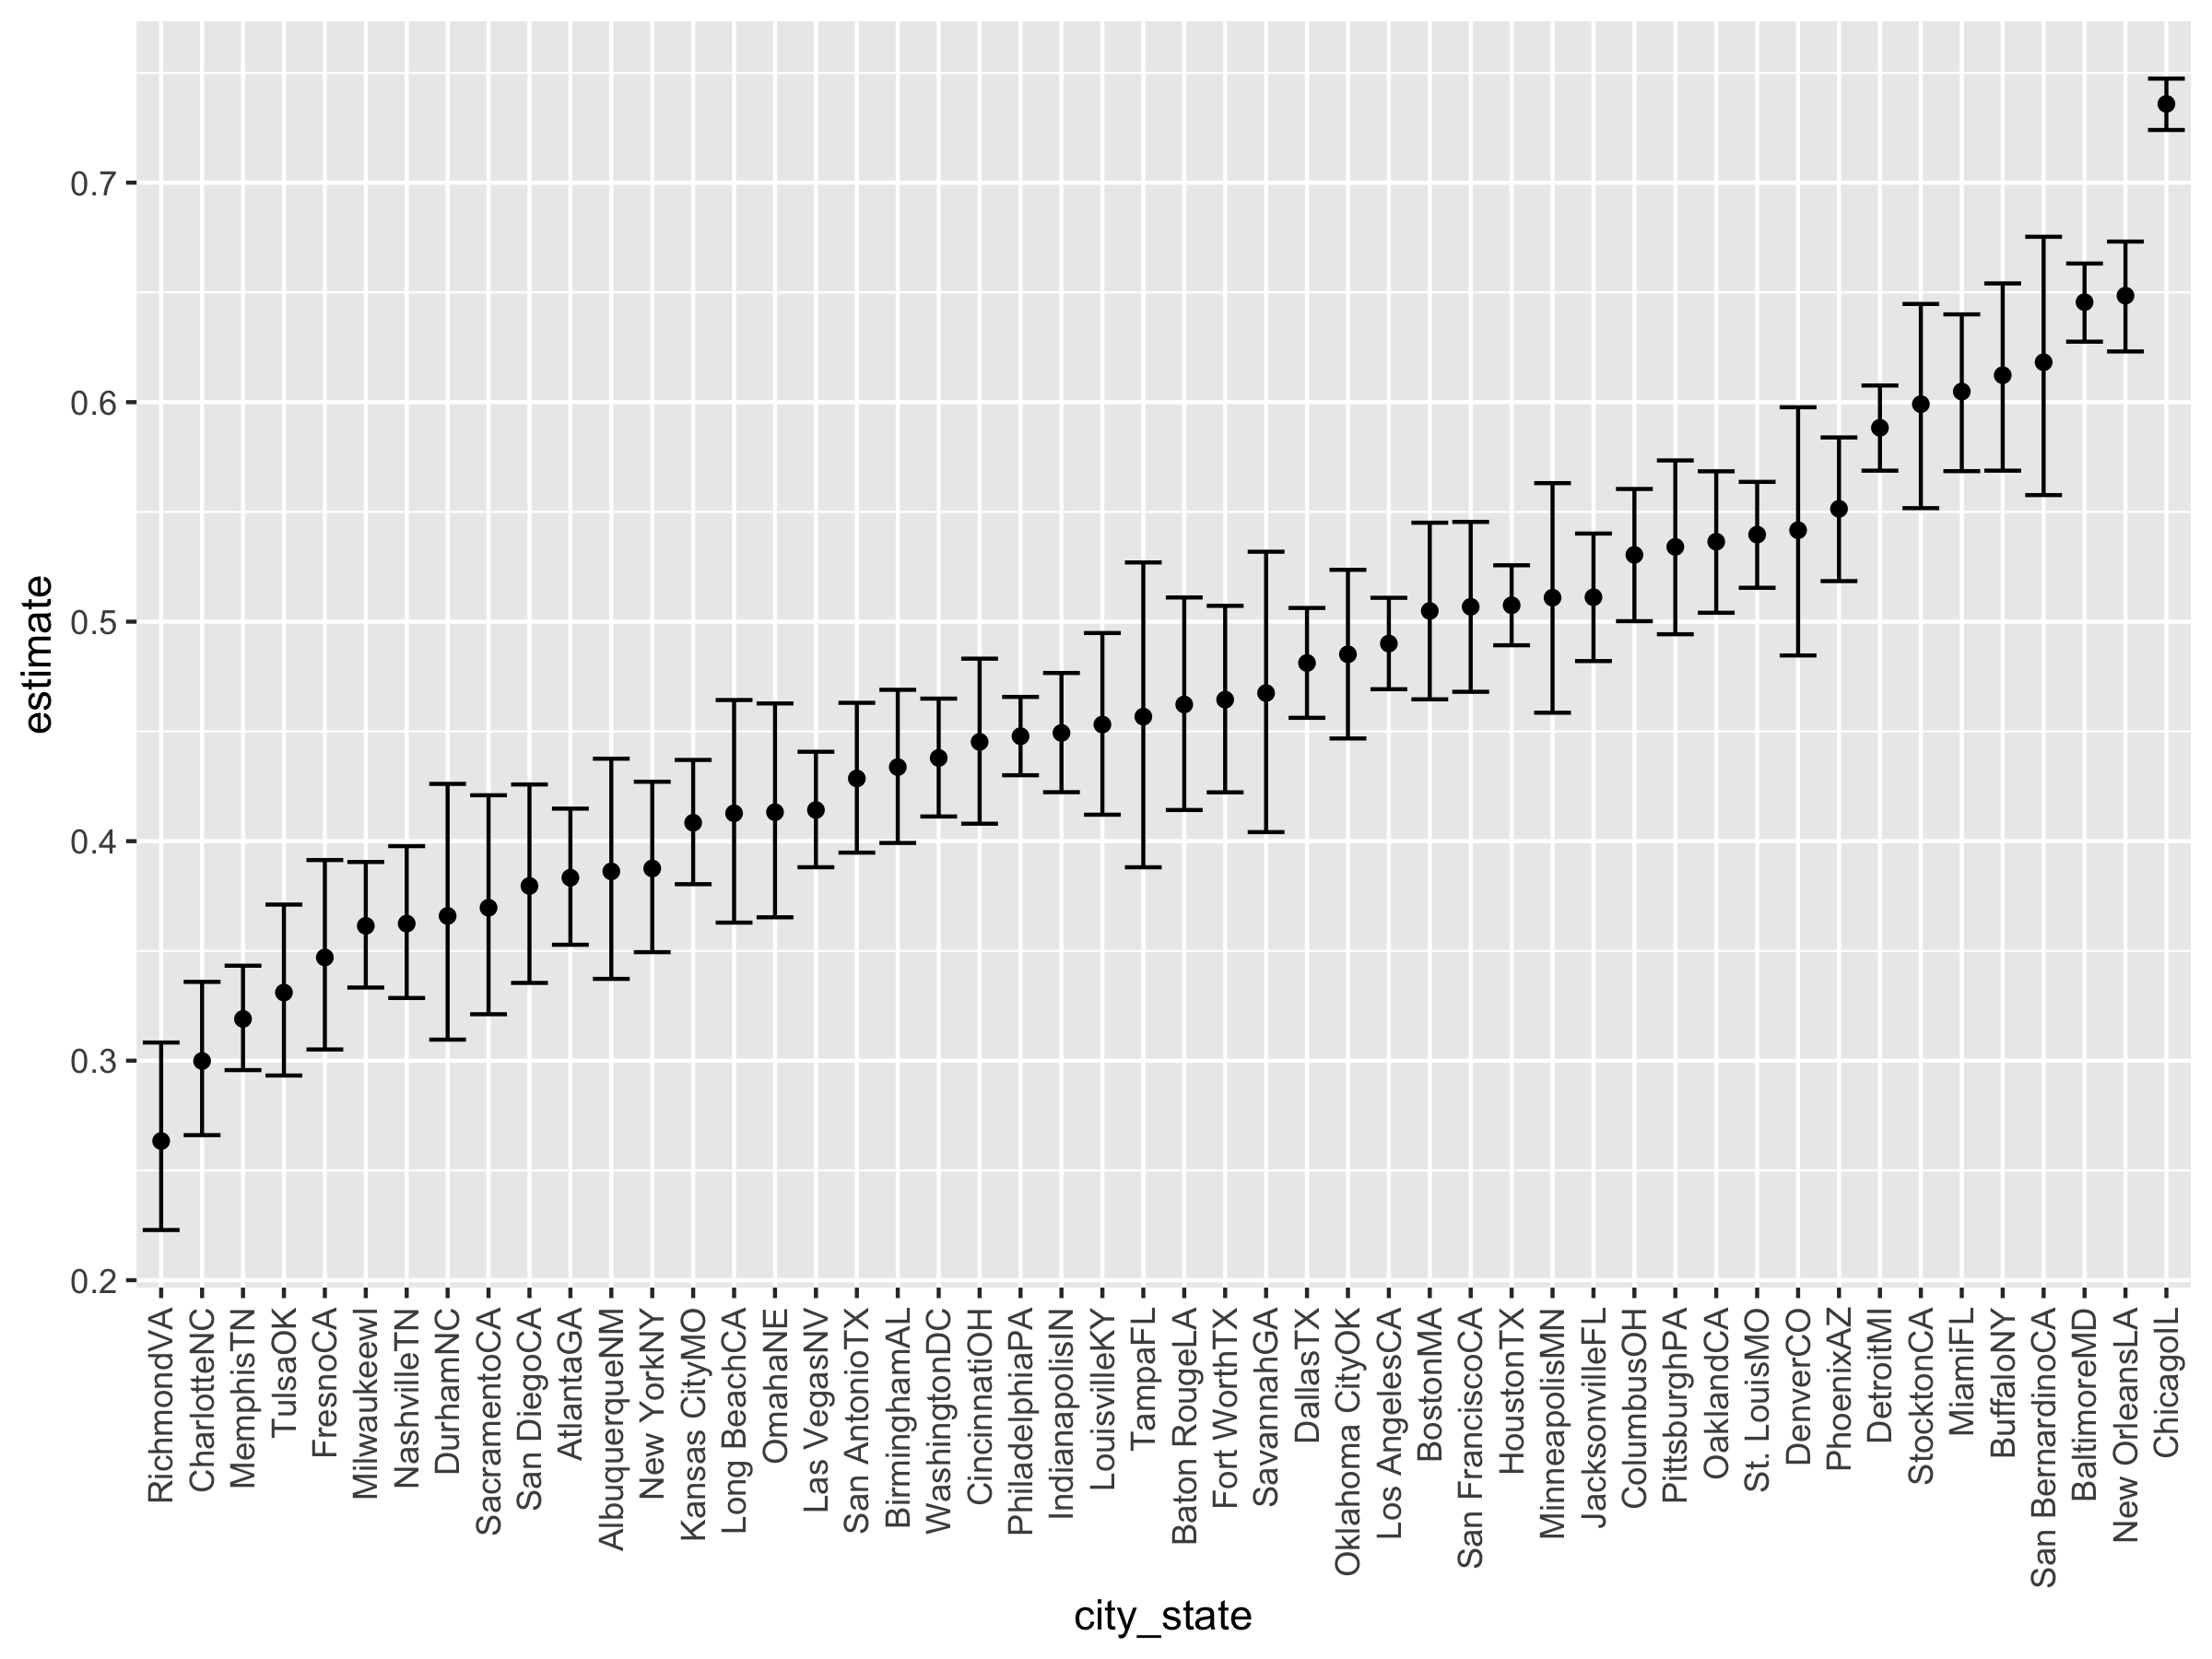 estimate
0.7
0.6
0.5
0.4
0.3
0.2
RichmondVA
CharlotteNC
MemphisTN
TulsaOK
FresnoCA
MilwaukeewI
NashvilleTN
DurhamNC
SacramentoCA
San DiegoCA
AtlantaGA
AlbuquerqueNM
New YorkNY
Kansas CityMO
Long BeachCA
OmahaNE
Las VegasNV
San AntonioTX
BirminghamAL
WashingtonDC
CincinnatiOH
PhiladelphiaPA
IndianapolisIN
LouisvilleKY
TampaFL
Baton RougeLA
Fort WorthTX
SavannahGA
DallasTX
Oklahoma CityOK
Los AngelesCA
BostonMA
San FranciscoCA
HoustonTX
MinneapolisMN
JacksonvilleFL
ColumbusOH
PittsburghPA
OaklandCA
St. LouisMO
DenverCO
PhoenixAZ
DetroitMI
StocktonCA
MiamiFL
BuffaloNY
San BernardinoCA
BaltimoreMD
New OrleansLA
ChicagoIL
city_state